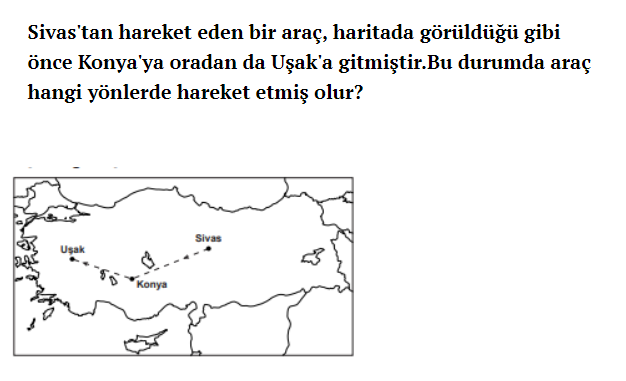 Sivas'tan hareket eden bir araç, haritada görüldüğü gibi
önce Konya'ya oradan da Uşak'a gitmiştir.Bu durumda araç
hangi yönlerde hareket etmiş olur?
Sivas
Uşak
Konya